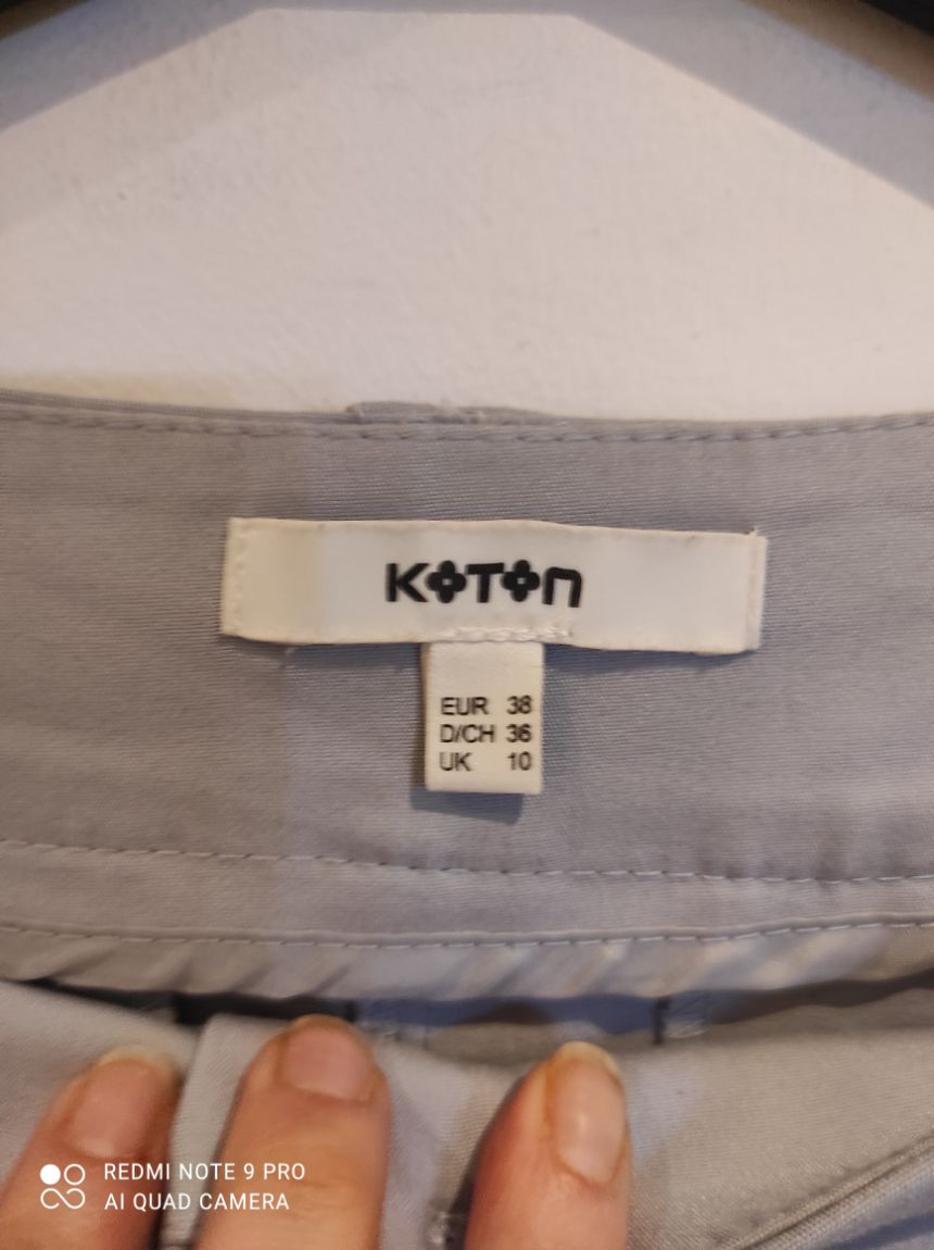 KOTON
EUR 38
D/CH 36
UK 10
REDMI NOTE 9 PRO
AI QUAD CAMERA